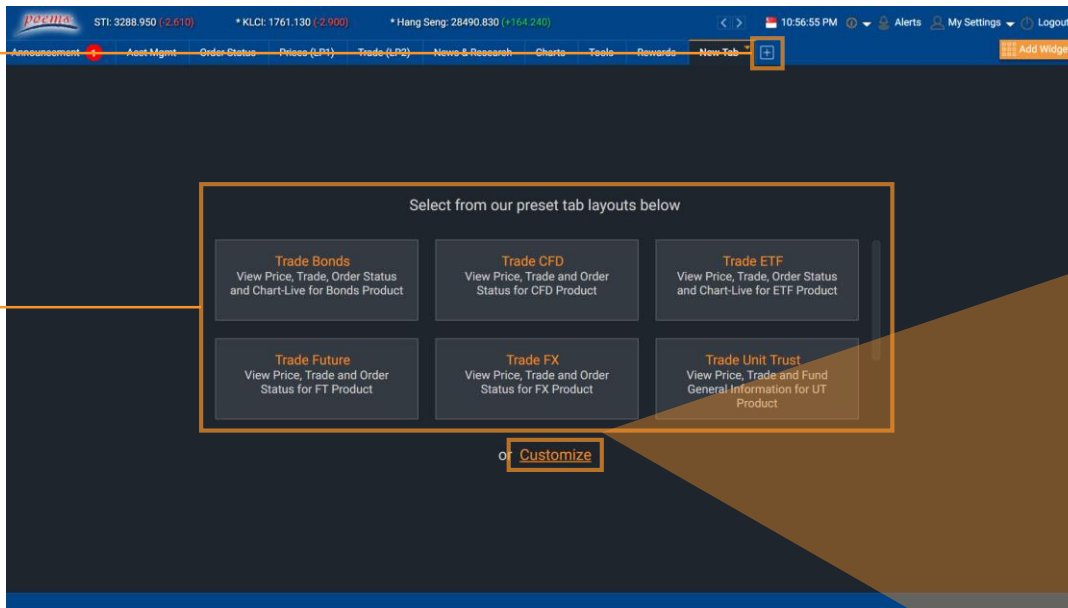 poems STI: 3288.950 (-2.610) * KLCI: 1761.130 (-2.900) * Hang Seng: 28490.830 (+164.240) < > 10:56:55 PM Alerts My Settings Logout
Announcement Acct Mgmt Order Status Prices (LP1) Trade (LP2) News & Research Charts Tools Rewards New Tab Add Widge
Select from our preset tab layouts below
Trade Bonds
View Price, Trade, Order Status
and Chart-Live for Bonds Product
Trade CFD
View Price, Trade and Order
Status for CFD Product
Trade ETF
View Price, Trade, Order Status
and Chart-Live for ETF Product
Trade Future
View Price, Trade and Order
Status for FT Product
Trade FX
View Price, Trade and Order
Status for FX Product
Trade Unit Trust
View Price, Trade and Fund
General Information for UT
Product
or Customize